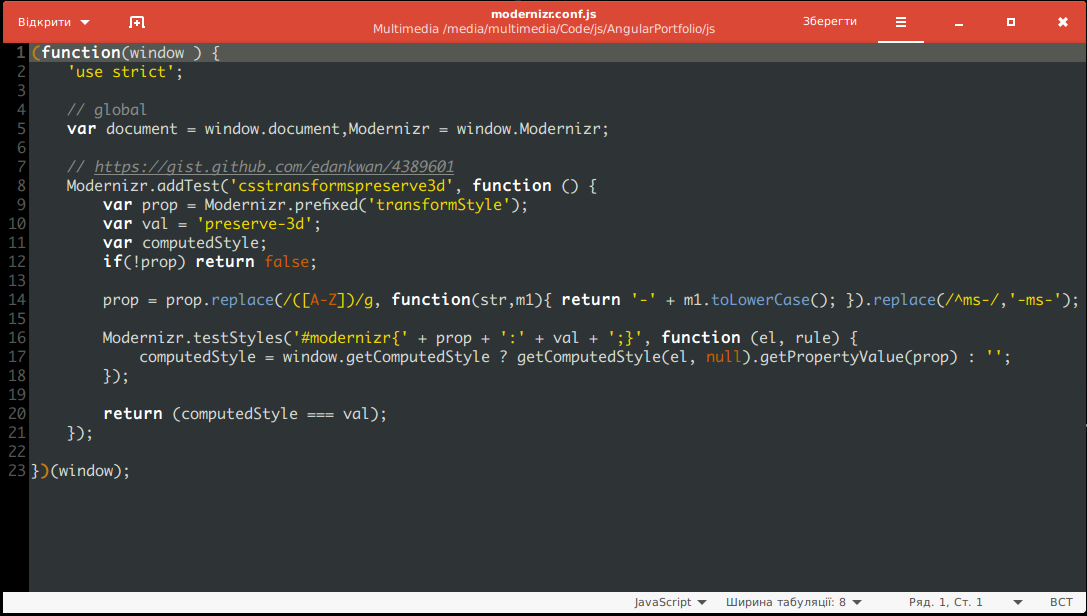 Відкрити
modernizr.conf.js
Multimedia /media/multimedia/Code/js/AngularPortfolio/js
Зберегти
1 (function(window ) {
2     'use strict';
3
4     // global
5     var document = window.document,Modernizr = window.Modernizr;
6
7     // https://gist.github.com/edankwan/4389601
8     Modernizr.addTest('csstransformspreserve3d', function () {
9         var prop = Modernizr.prefixed('transformStyle');
10         var val = 'preserve-3d';
11         var computedStyle;
12         if(!prop) return false;
13
14         prop = prop.replace(/([A-Z])/g, function(str,m1){ return '-' + m1.toLowerCase(); }).replace(/^ms-/,'-ms-');
15
16         Modernizr.testStyles('#modernizr{' + prop + ':' + val + ';}', function (el, rule) {
17             computedStyle = window.getComputedStyle ? getComputedStyle(el, null).getPropertyValue(prop) : '';
18         });
19
20         return (computedStyle === val);
21     });
22
23 })(window);
JavaScript Ширина табуляції: 8 Ряд. 1, Ст. 1 ВСТ